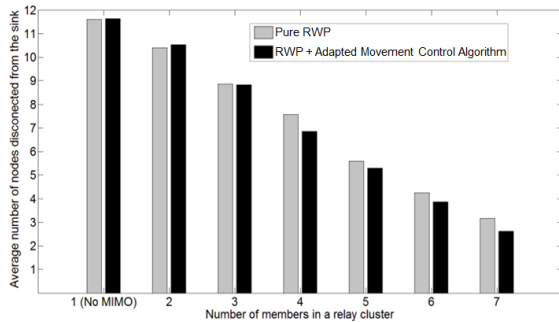 Average number of nodes disconected from the sink
12
11
10
9
8
7
6
5
4
3
2
1
Pure RWP
RWP + Adapted Movement Control Algorithm
1 (No MIMO) 2 3 4 5 6 7
Number of members in a relay cluster